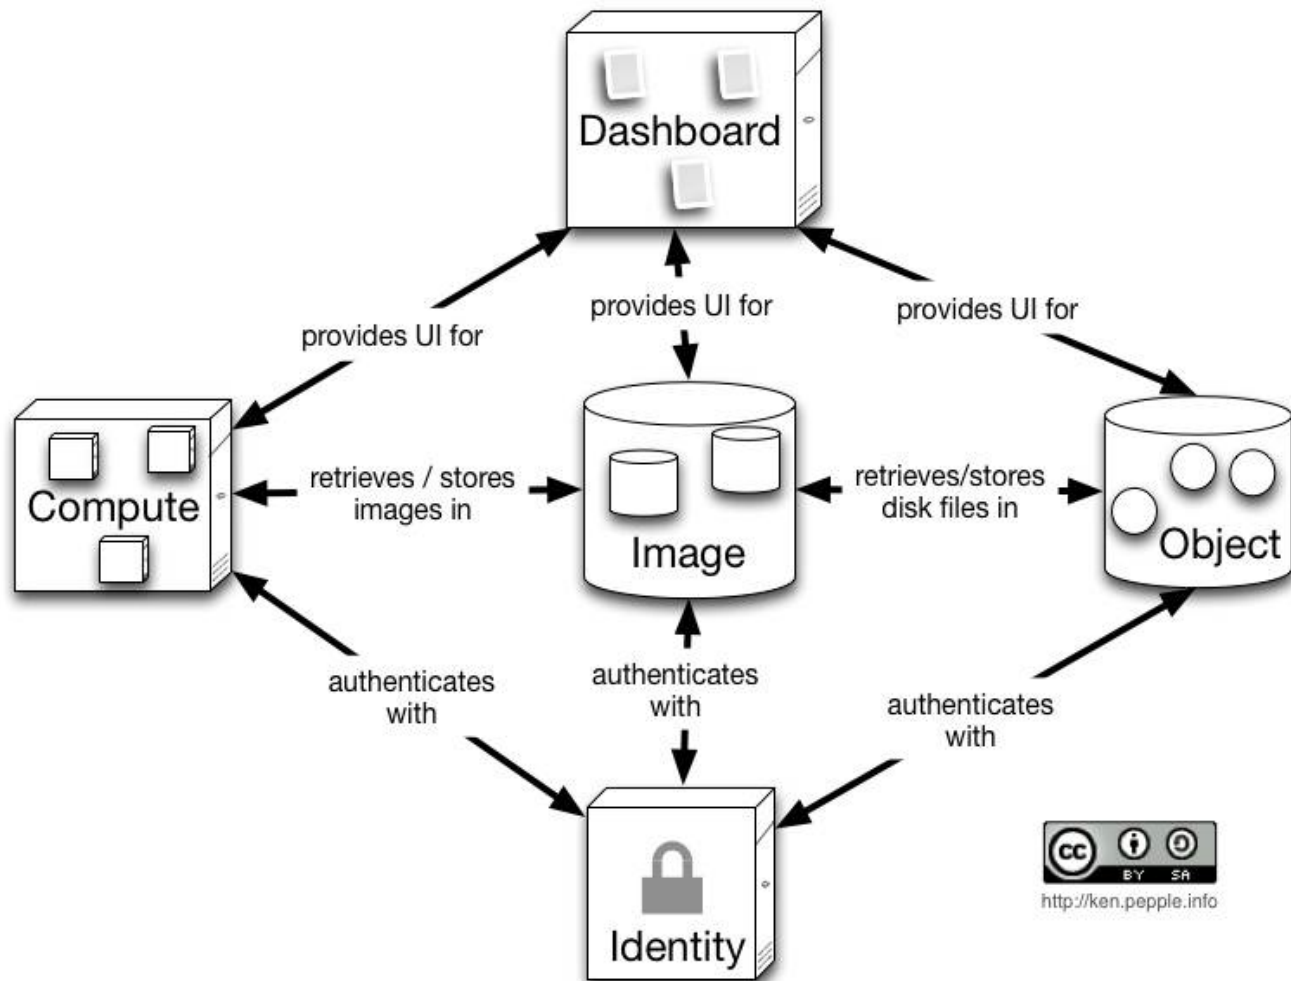 Dashboard
provides UI for
provides UI for
provides UI for
Compute
retrieves / stores
images in
Image
retrieves/stores
disk files in
Object
authenticates
with
authenticates
with
authenticates
with
Identity
cc
BY SA
http://ken.pepple.info